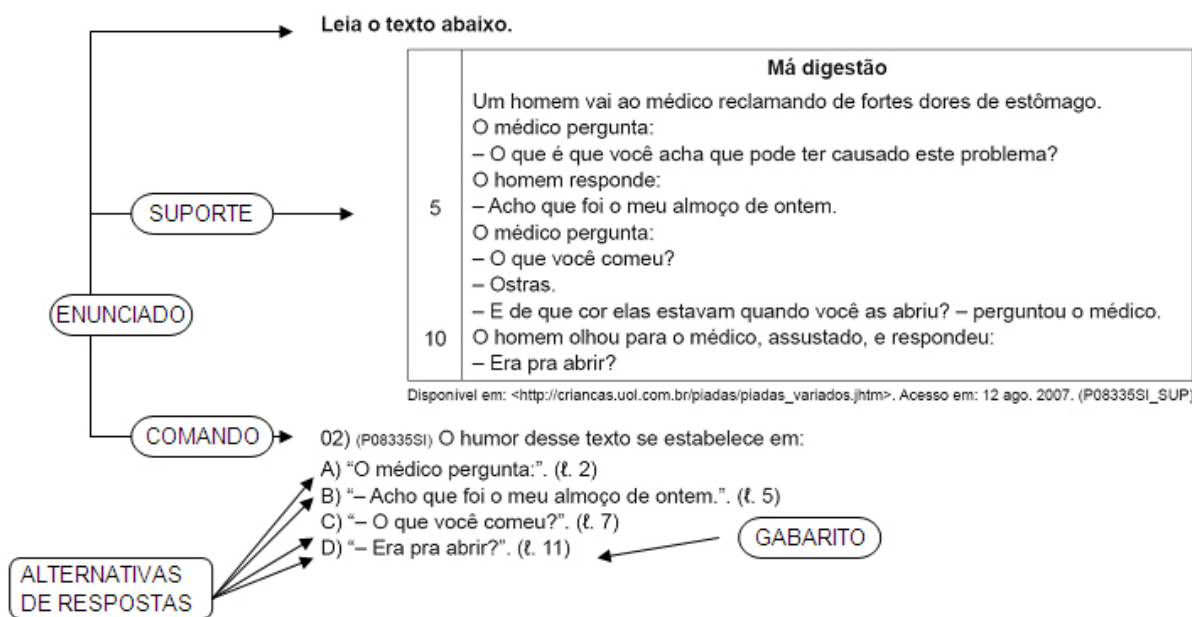 Leia o texto abaixo.
Má digestão
Um homem vai ao médico reclamando de fortes dores de estômago.
O médico pergunta:
– O que é que você acha que pode ter causado este problema?
O homem responde:
5 – Acho que foi o meu almoço de ontem.
O médico pergunta:
– O que você comeu?
– Ostras.
– E de que cor elas estavam quando você as abriu? – perguntou o médico.
10 O homem olhou para o médico, assustado, e respondeu:
– Era pra abrir?
Disponível em: <http://criancas.uol.com.br/piadas/piadas_variados.jhtm>. Acesso em: 12 ago. 2007. (P08335SI_SUP)
SUPORTE
ENUNCIADO
COMANDO
02) (P08335SI) O humor desse texto se estabelece em:
A) “O médico pergunta:”. (ℓ. 2)
B) “– Acho que foi o meu almoço de ontem.”. (ℓ. 5)
C) “– O que você comeu?”. (ℓ. 7)
D) “– Era pra abrir?”. (ℓ. 11)
GABARITO
ALTERNATIVAS
DE RESPOSTAS